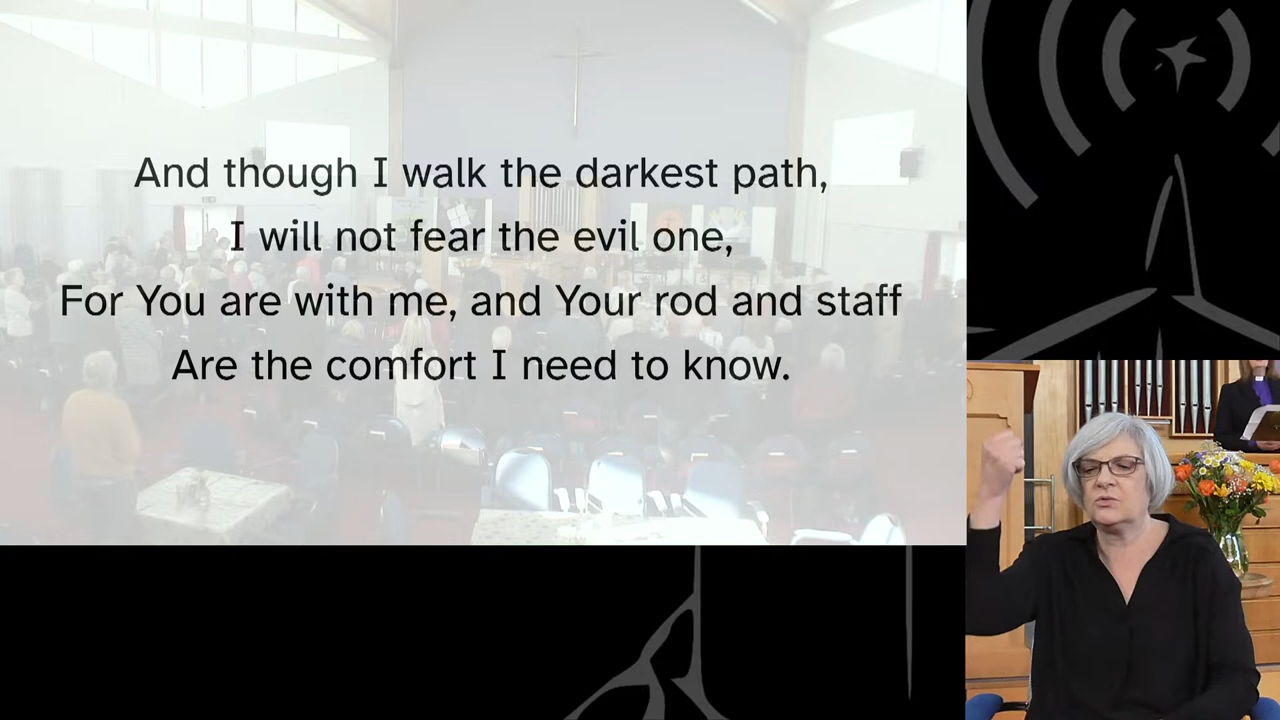 And though I walk the darkest path,
I will not fear the evil one,
For You are with me, and Your rod and staff
Are the comfort I need to know.